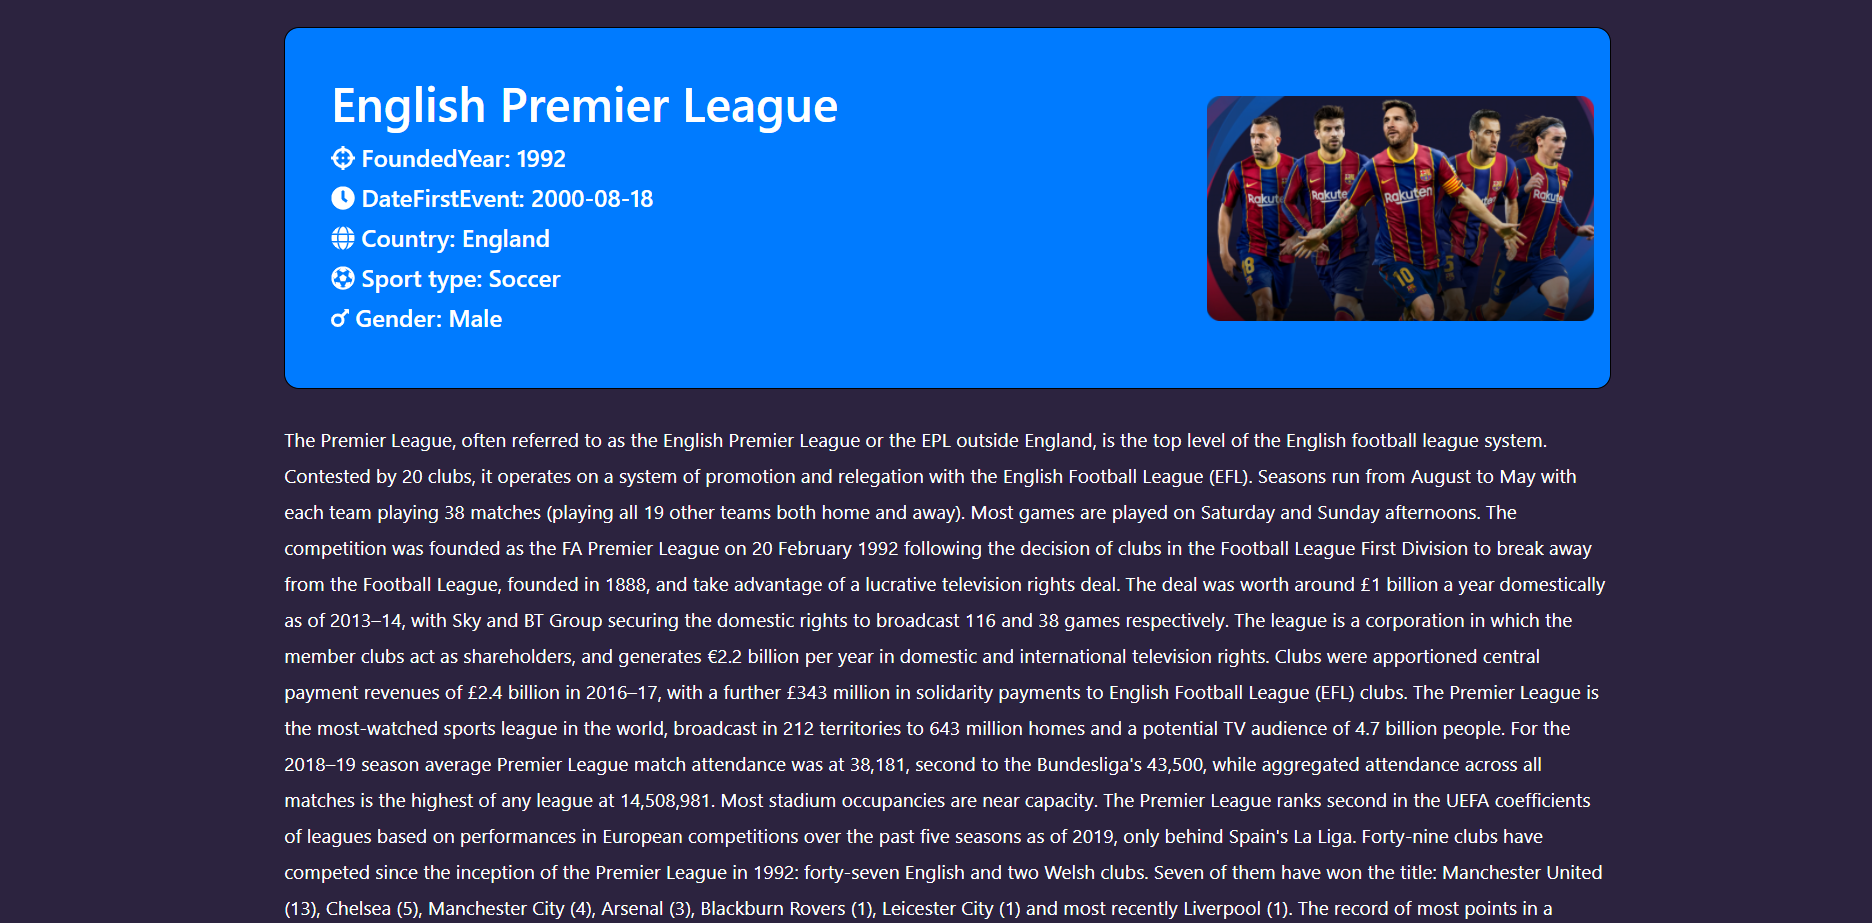 English Premier League
FoundedYear: 1992
DateFirstEvent: 2000-08-18
Country: England
Sport type: Soccer
Gender: Male
Rakuten
Rakuten
10
5
7
The Premier League, often referred to as the English Premier League or the EPL outside England, is the top level of the English football league system.
Contested by 20 clubs, it operates on a system of promotion and relegation with the English Football League (EFL). Seasons run from August to May with
each team playing 38 matches (playing all 19 other teams both home and away). Most games are played on Saturday and Sunday afternoons. The
competition was founded as the FA Premier League on 20 February 1992 following the decision of clubs in the Football League First Division to break away
from the Football League, founded in 1888, and take advantage of a lucrative television rights deal. The deal was worth around £1 billion a year domestically
as of 2013–14, with Sky and BT Group securing the domestic rights to broadcast 116 and 38 games respectively. The league is a corporation in which the
member clubs act as shareholders, and generates €2.2 billion per year in domestic and international television rights. Clubs were apportioned central
payment revenues of £2.4 billion in 2016–17, with a further £343 million in solidarity payments to English Football League (EFL) clubs. The Premier League is
the most-watched sports league in the world, broadcast in 212 territories to 643 million homes and a potential TV audience of 4.7 billion people. For the
2018–19 season average Premier League match attendance was at 38,181, second to the Bundesliga's 43,500, while aggregated attendance across all
matches is the highest of any league at 14,508,981. Most stadium occupancies are near capacity. The Premier League ranks second in the UEFA coefficients
of leagues based on performances in European competitions over the past five seasons as of 2019, only behind Spain's La Liga. Forty-nine clubs have
competed since the inception of the Premier League in 1992: forty-seven English and two Welsh clubs. Seven of them have won the title: Manchester United
(13), Chelsea (5), Manchester City (4), Arsenal (3), Blackburn Rovers (1), Leicester City (1) and most recently Liverpool (1). The record of most points in a